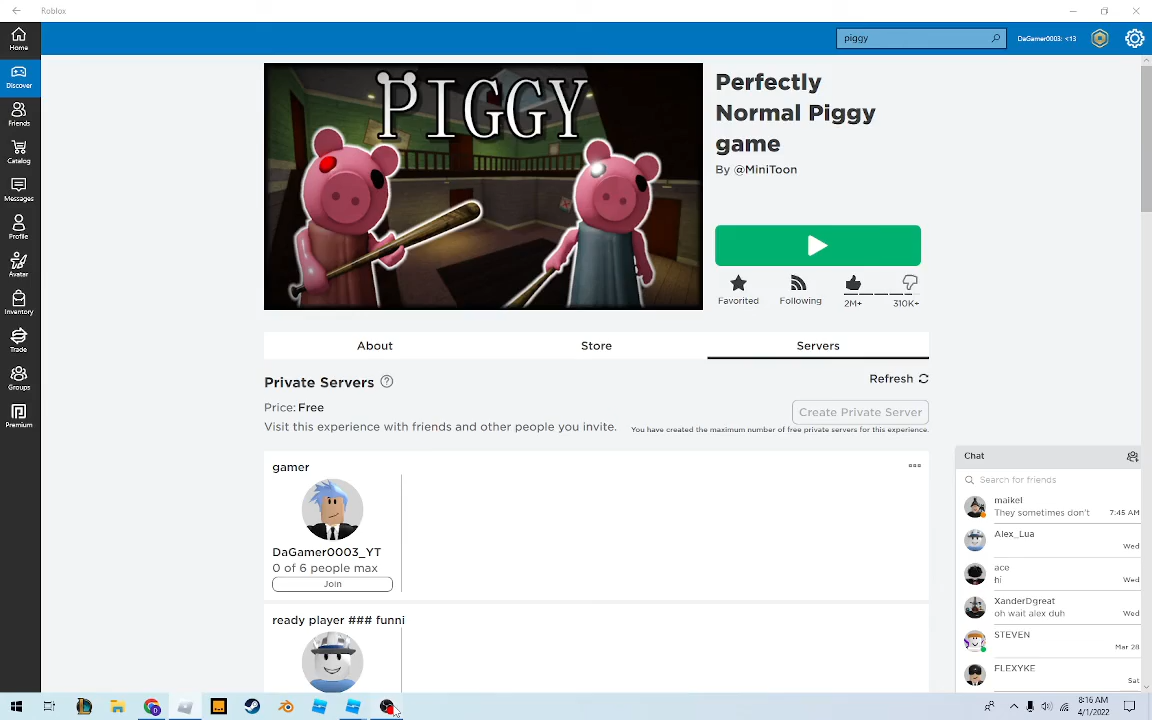 Roblox
piggy
DaGamer0003: <13
Home
Discover
Friends
Catalog
Messages
Profile
Avatar
Inventory
Trade
Groups
Premium
PIGGY
Perfectly
Normal Piggy
game
By @MiniToon
Favorited
Following
2M+
310K+
About
Store
Servers
Private Servers
Refresh
Price: Free
Create Private Server
Visit this experience with friends and other people you invite.
You have created the maximum number of free private servers for this experience.
gamer
DaGamer0003_YT
0 of 6 people max
Join
ready player ### funni
Chat
Search for friends
maikel
They sometimes don't
7:45 AM
Alex_Lua
Wed
ace
hi
Wed
XanderDgreat
oh wait alex duh
Wed
STEVEN
Mar 28
FLEXYKE
Sat
8:16 AM
4/1/2022